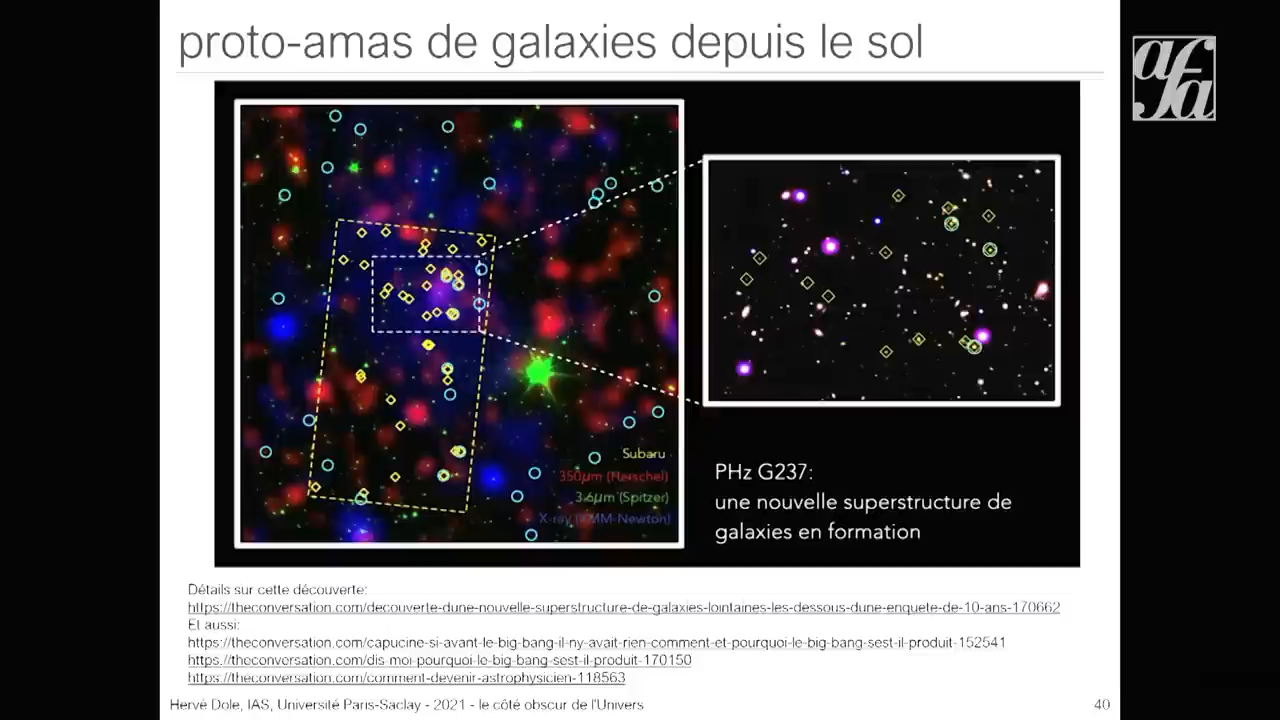 proto-amas de galaxies depuis le sol
afa
Subaru
350µm (Herschel)
3.6µm (Spitzer)
X-ray (XMM-Newton)
PHz G237:
une nouvelle superstructure de
galaxies en formation
Détails sur cette découverte:
https://theconversation.com/decouverte-dune-nouvelle-superstructure-de-galaxies-lointaines-les-dessous-dune-enquete-de-10-ans-170662
Et aussi:
https://theconversation.com/capucine-si-avant-le-big-bang-il-ny-avait-rien-comment-et-pourquoi-le-big-bang-sest-il-produit-152541
https://theconversation.com/dis-moi-pourquoi-le-big-bang-sest-il-produit-170150
https://theconversation.com/comment-devenir-astrophysicien-118563
Hervé Dole, IAS, Université Paris-Saclay - 2021 - le côté obscur de l'Univers
40